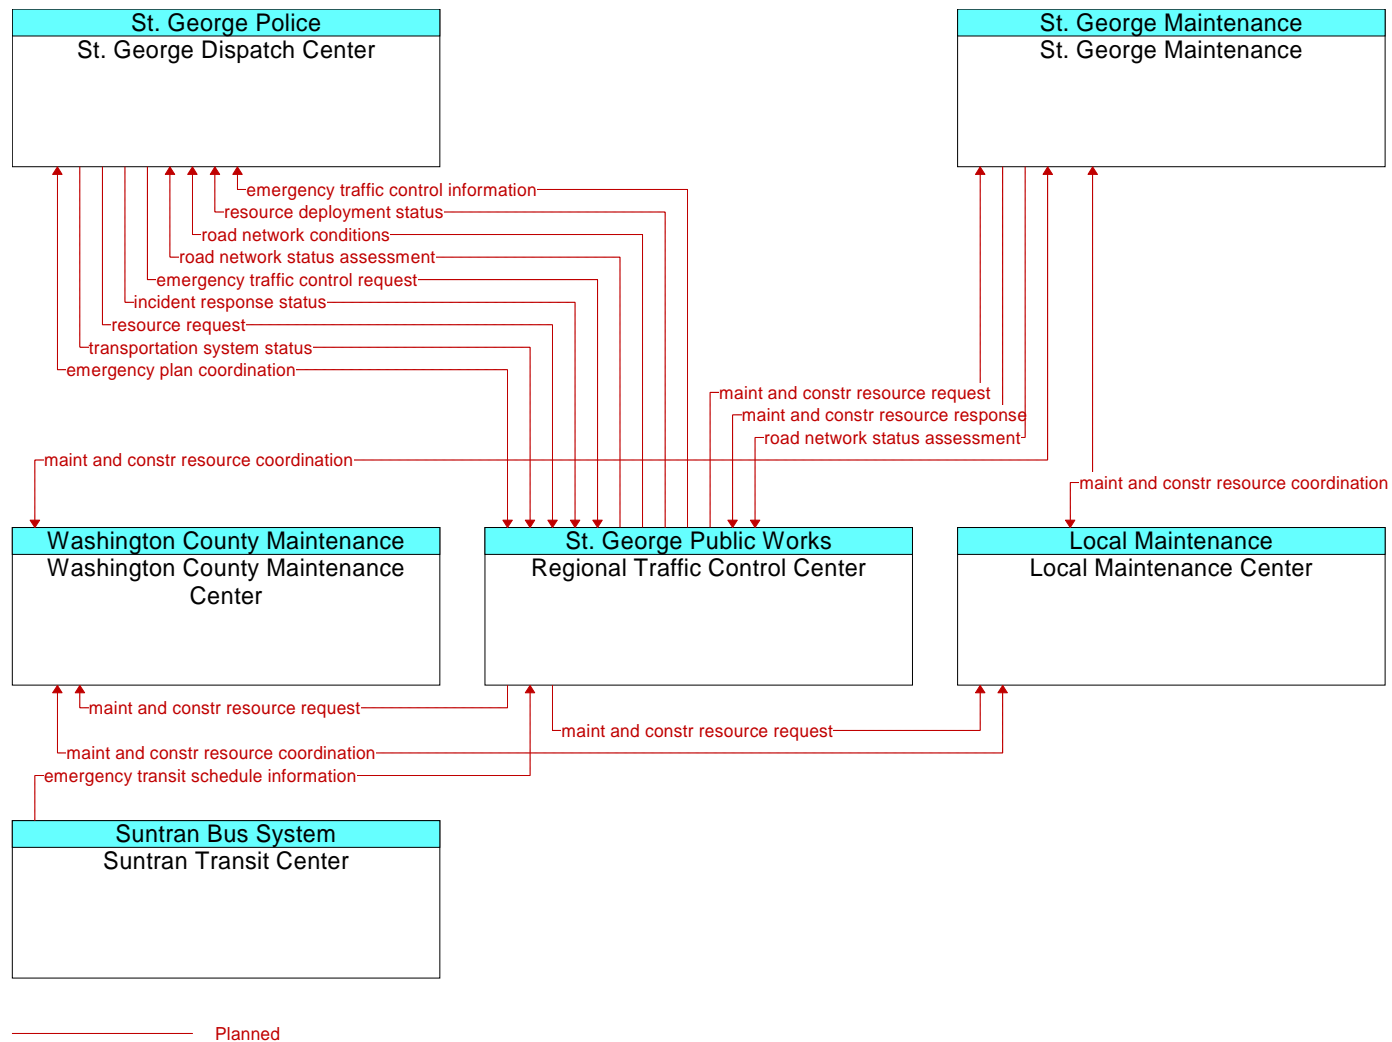 St. George Police
St. George Dispatch Center
St. George Maintenance
St. George Maintenance
emergency traffic control information
resource deployment status
road network conditions
road network status assessment
emergency traffic control request
incident response status
resource request
transportation system status
emergency plan coordination
maint and constr resource request
maint and constr resource response
road network status assessment
maint and constr resource coordination
maint and constr resource coordination
Washington County Maintenance
Washington County Maintenance
Center
St. George Public Works
Regional Traffic Control Center
Local Maintenance
Local Maintenance Center
maint and constr resource request
maint and constr resource request
maint and constr resource coordination
emergency transit schedule information
Suntran Bus System
Suntran Transit Center
Planned